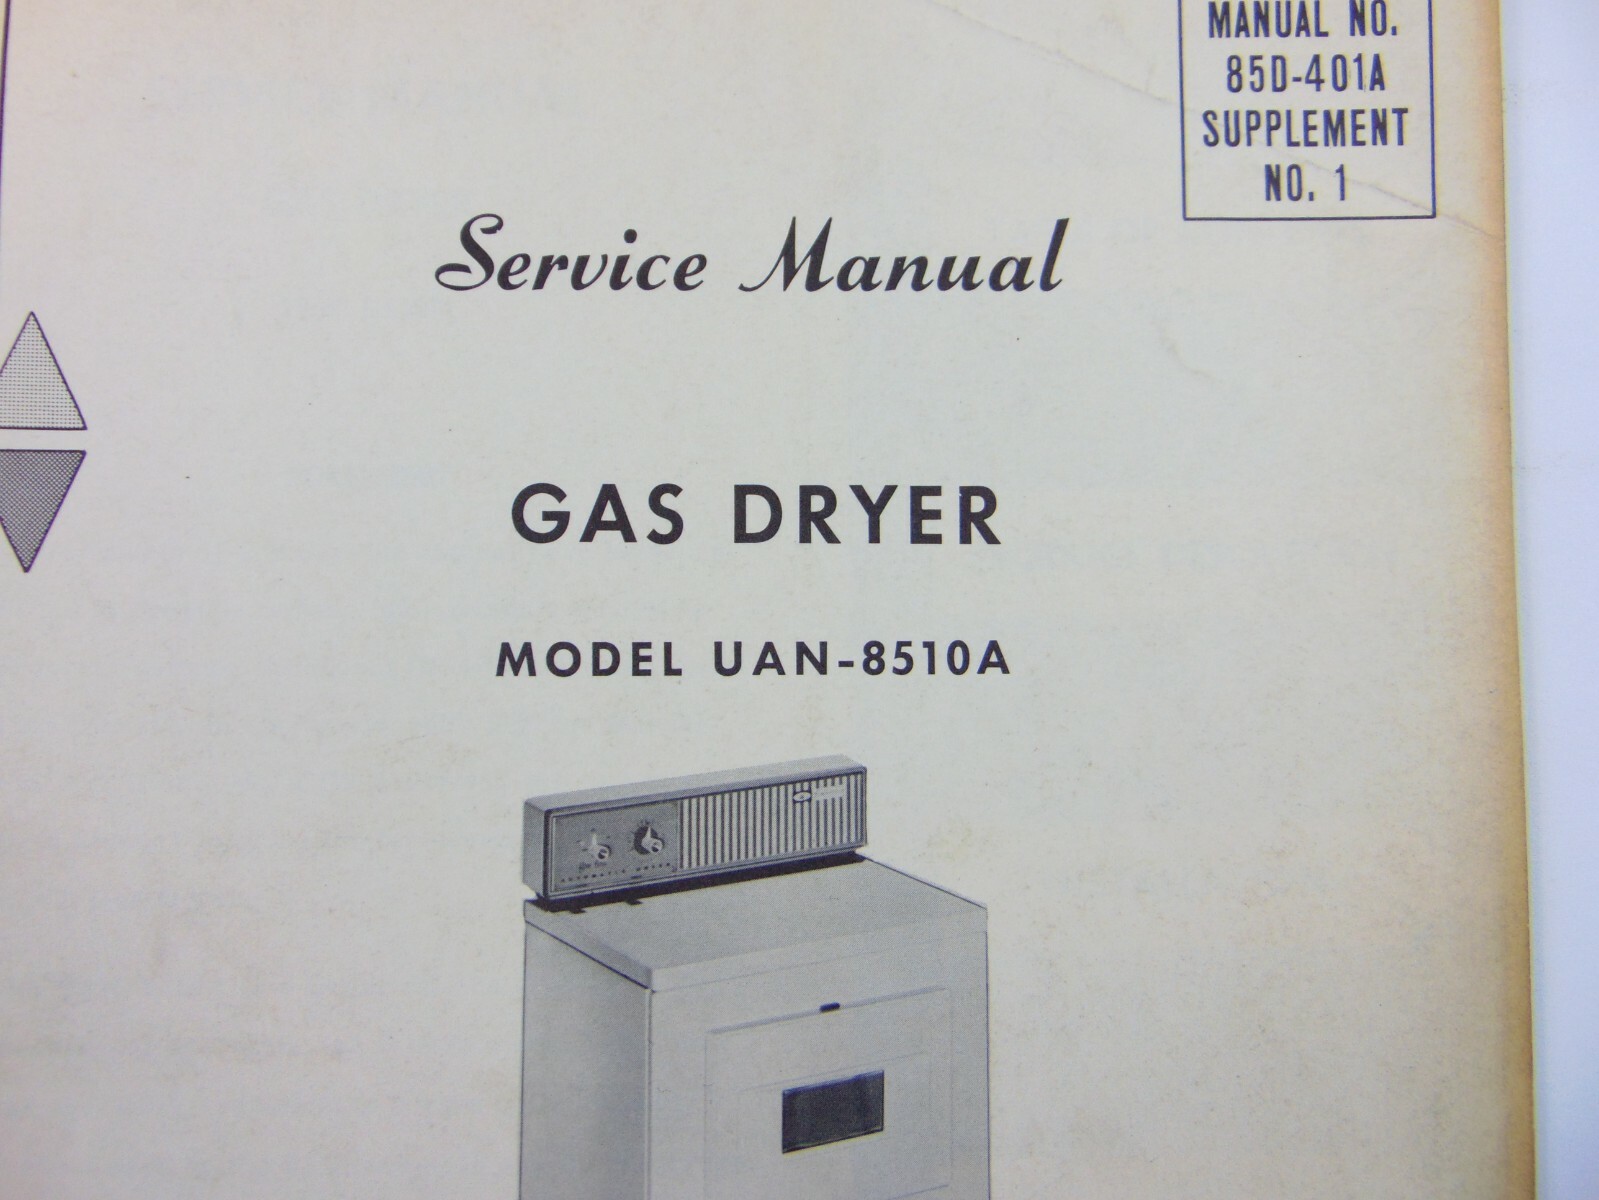 MANUAL NO.
85D-401A
SUPPLEMENT
NO. 1
Service Manual
GAS DRYER
MODEL UAN-8510A